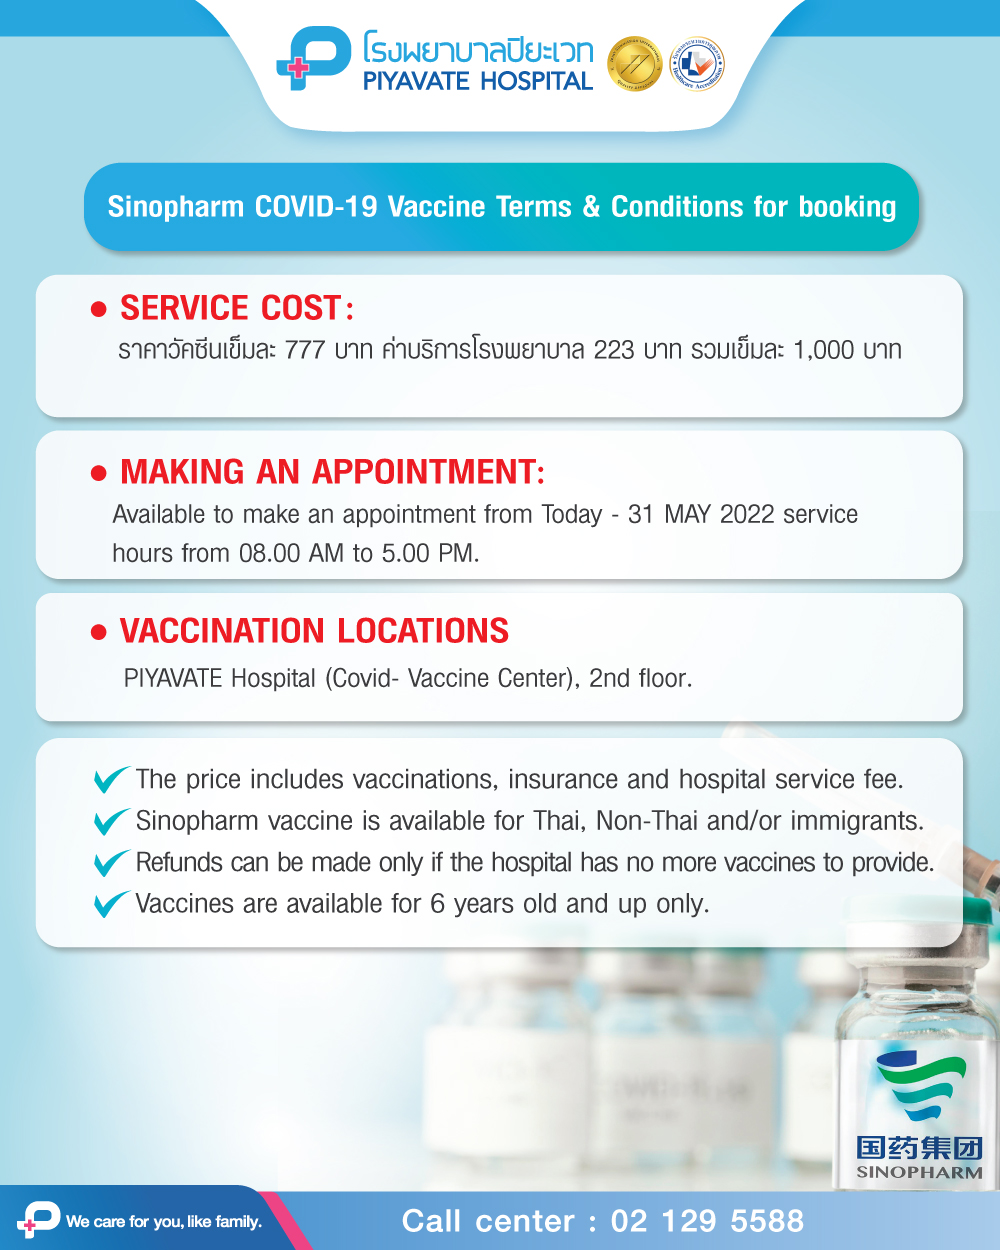 โรงพยาบาลปิยะเวท
PIYAVATE HOSPITAL
Sinopharm COVID-19 Vaccine Terms & Conditions for booking
• SERVICE COST:
ราคาวัคซีนเข็มละ 777 บาท ค่าบริการโรงพยาบาล 223 บาท รวมเข็มละ 1,000 บาท
• MAKING AN APPOINTMENT:
Available to make an appointment from Today - 31 MAY 2022 service
hours from 08.00 AM to 5.00 PM.
• VACCINATION LOCATIONS
PIYAVATE Hospital (Covid- Vaccine Center), 2nd floor.
The price includes vaccinations, insurance and hospital service fee.
Sinopharm vaccine is available for Thai, Non-Thai and/or immigrants.
Refunds can be made only if the hospital has no more vaccines to provide.
Vaccines are available for 6 years old and up only.
国药集团
SINOPHARM
We care for you, like family.
Call center : 02 129 5588